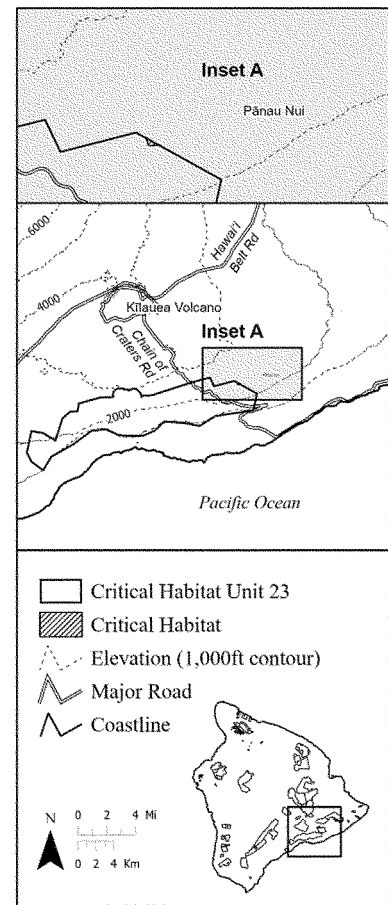 Inset A
Pānau Nui
6000
Hawai'i
Belt Rd
4000
Kīlauea Volcano
Chain of
Craters Rd
Inset A
2000
Pacific Ocean
Critical Habitat Unit 23
Critical Habitat
Elevation (1,000ft contour)
Major Road
Coastline
N
0 2 4 Mi
0 2 4 Km